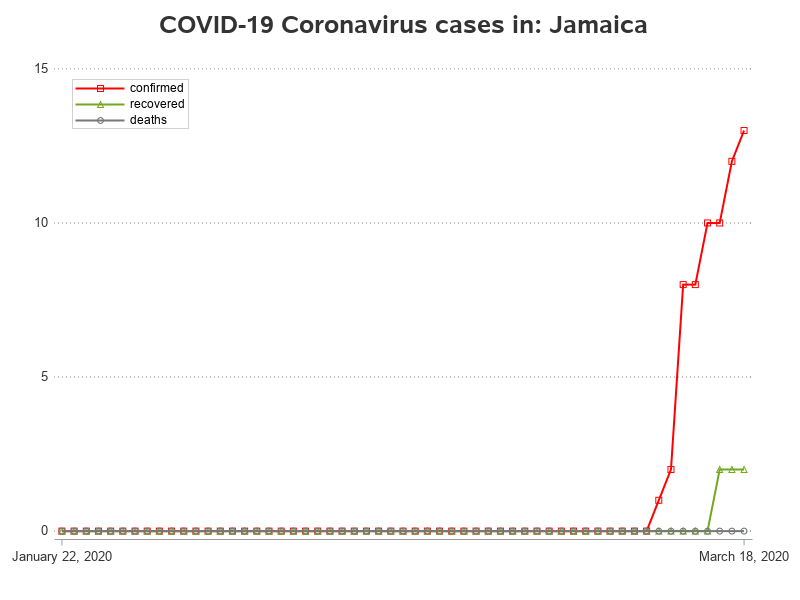 COVID-19 Coronavirus cases in: Jamaica
15
confirmed
recovered
deaths
10
5
0
January 22, 2020
March 18, 2020